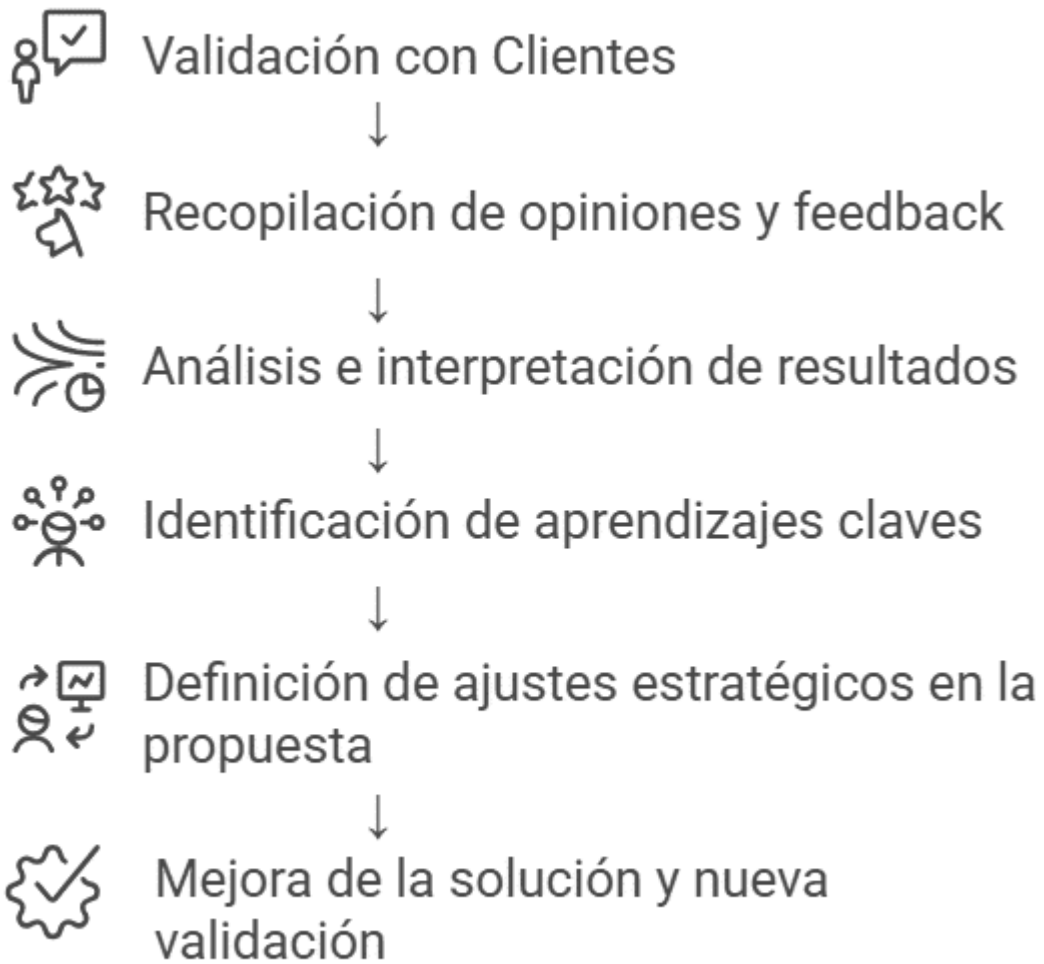 Validación con Clientes
↓
Recopilación de opiniones y feedback
↓
Análisis e interpretación de resultados
↓
Identificación de aprendizajes claves
↓
Definición de ajustes estratégicos en la
propuesta
↓
Mejora de la solución y nueva
validación